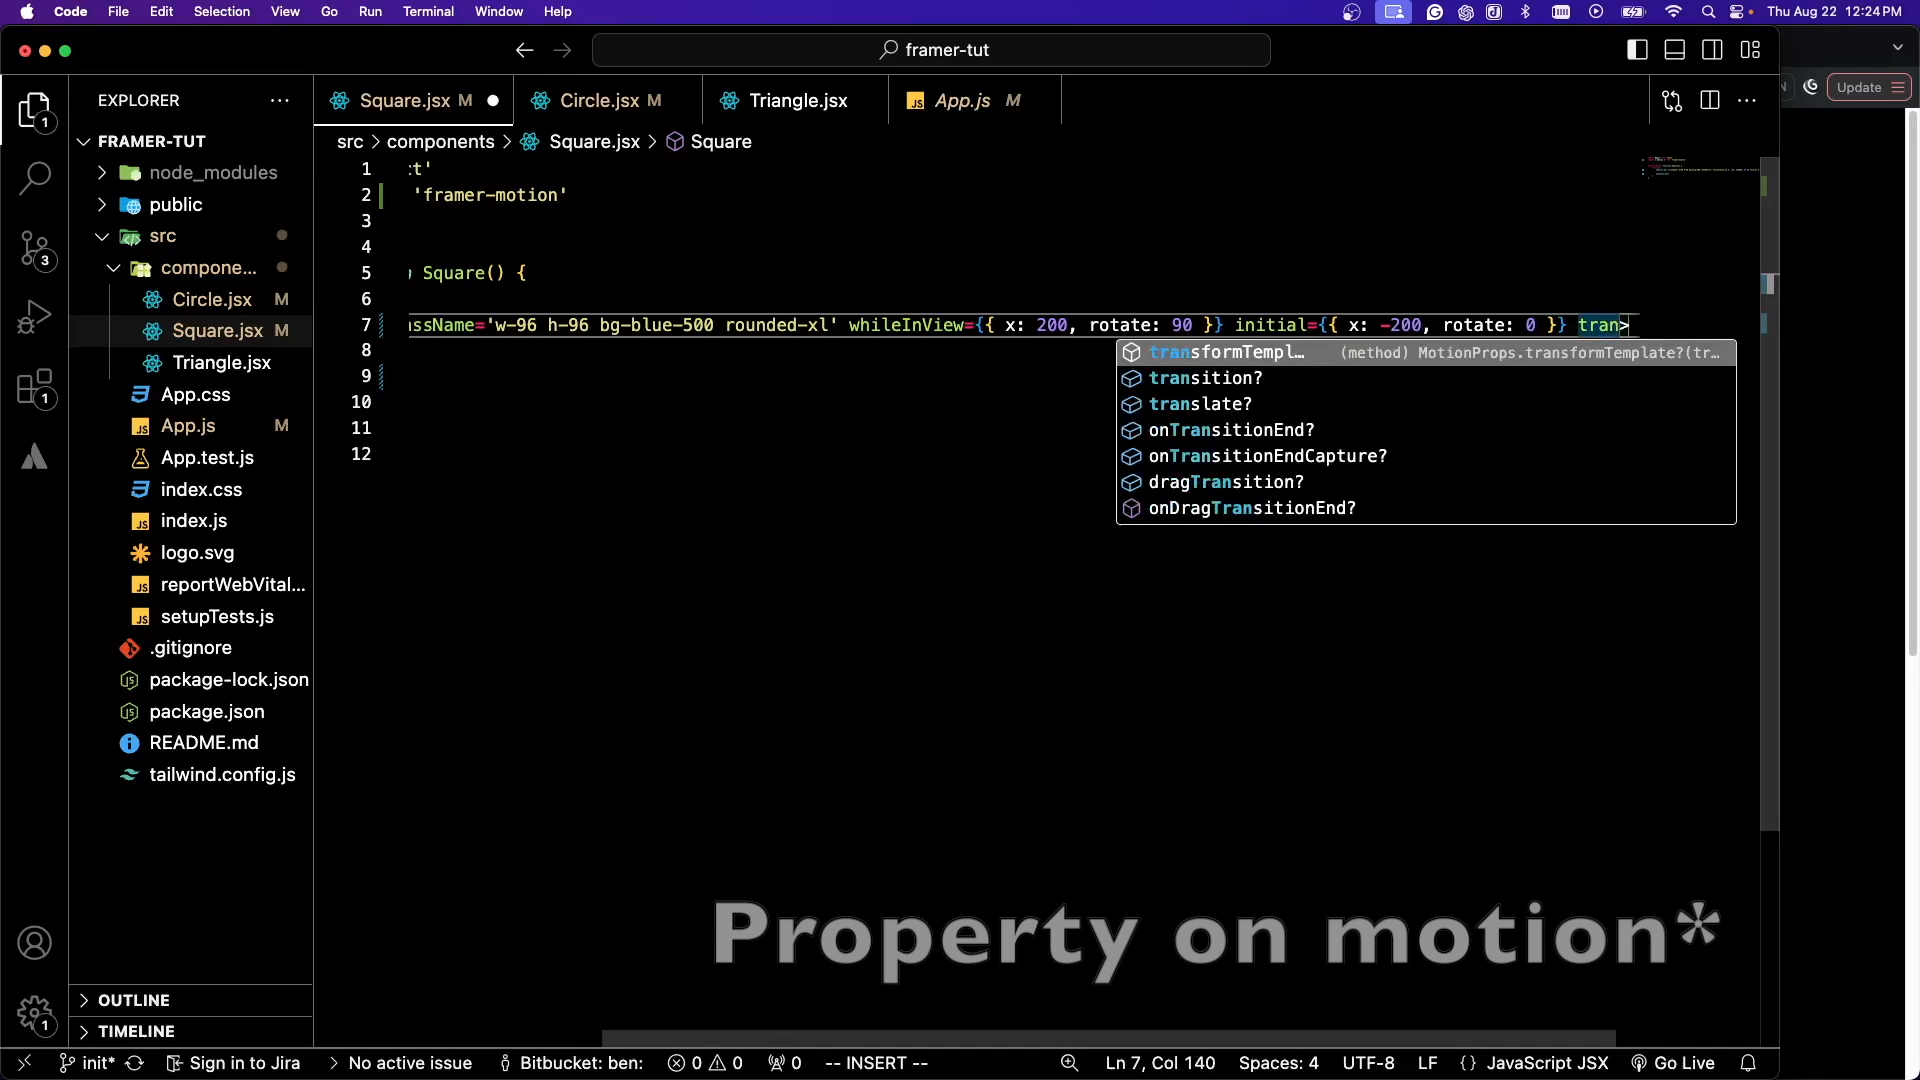 Code File Edit Selection View Go Run Terminal Window Help Thu Aug 22 12:24 PM
framer-tut
Update
EXPLORER
Square.jsx M
Circle.jsx M
Triangle.jsx
App.js M
src > components > Square.jsx > Square
FRAMER-TUT
node_modules
public
src
compone...
Circle.jsx M
Square.jsx M
Triangle.jsx
App.css
App.js M
App.test.js
index.css
index.js
logo.svg
reportWebVital...
setupTests.js
.gitignore
package-lock.json
package.json
README.md
tailwind.config.js
OUTLINE
TIMELINE
1
3
1
1
1 t'
2 'framer-motion'
3
4
5 Square() {
6
7 ssName='w-96 h-96 bg-blue-500 rounded-xl' whileInView={{ x: 200, rotate: 90 }} initial={{ x: -200, rotate: 0 }} tran>
8
9
10
11
12
transformTempl… (method) MotionProps.transformTemplate?(tr…
transition?
translate?
onTransitionEnd?
onTransitionEndCapture?
dragTransition?
onDragTransitionEnd?
Property on motion*
init* Sign in to Jira > No active issue Bitbucket: ben: 0 0 0 -- INSERT -- Ln 7, Col 140 Spaces: 4 UTF-8 LF {} JavaScript JSX Go Live